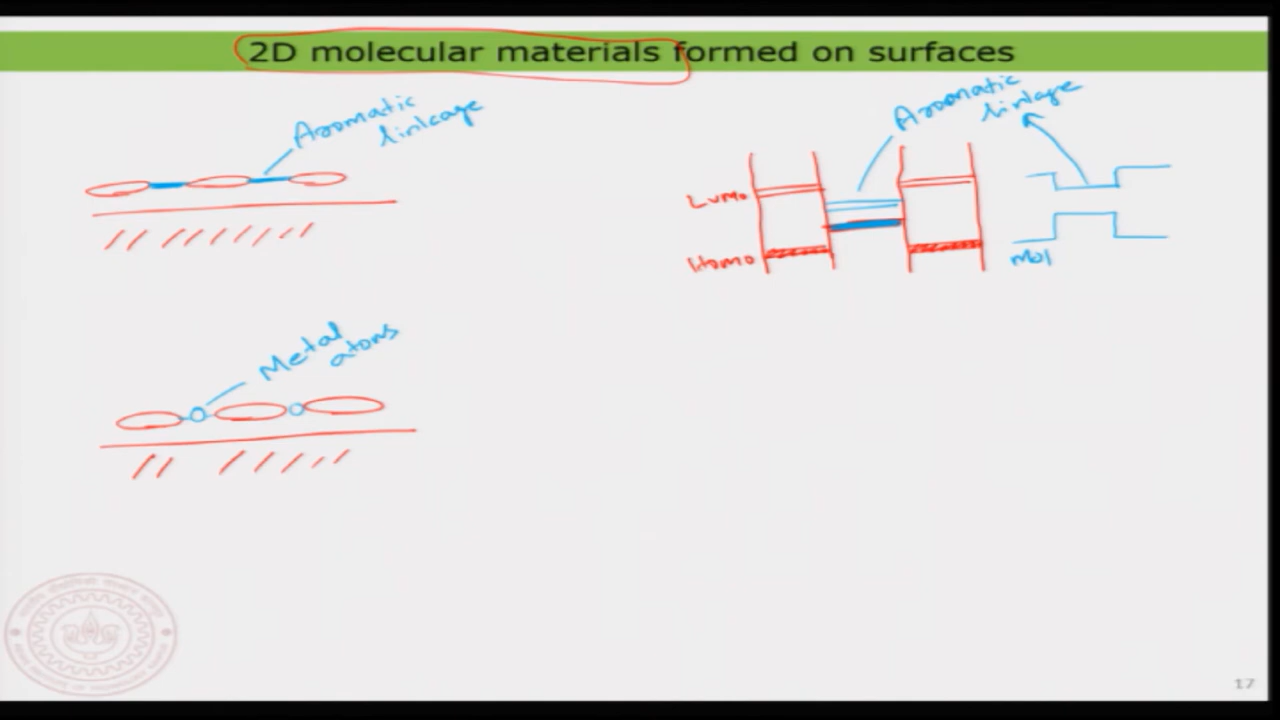 2D molecular materials formed on surfaces
Aromatic
linkage
Aromatic
linkage
LUMO
HOMO
Mol
Metal
atoms
17